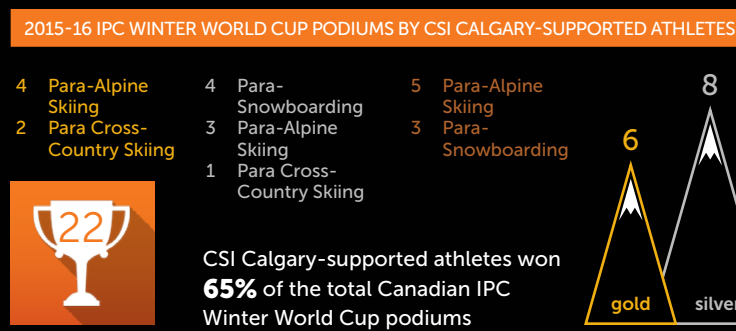 2015-16 IPC WINTER WORLD CUP PODIUMS BY CSI CALGARY-SUPPORTED ATHLETES
4 Para-Alpine
Skiing
2 Para Cross-
Country Skiing
4 Para-
Snowboarding
3 Para-Alpine
Skiing
1 Para Cross-
Country Skiing
5 Para-Alpine
Skiing
3 Para-
Snowboarding
22
CSI Calgary-supported athletes won
65% of the total Canadian IPC
Winter World Cup podiums
6
8
gold
silver